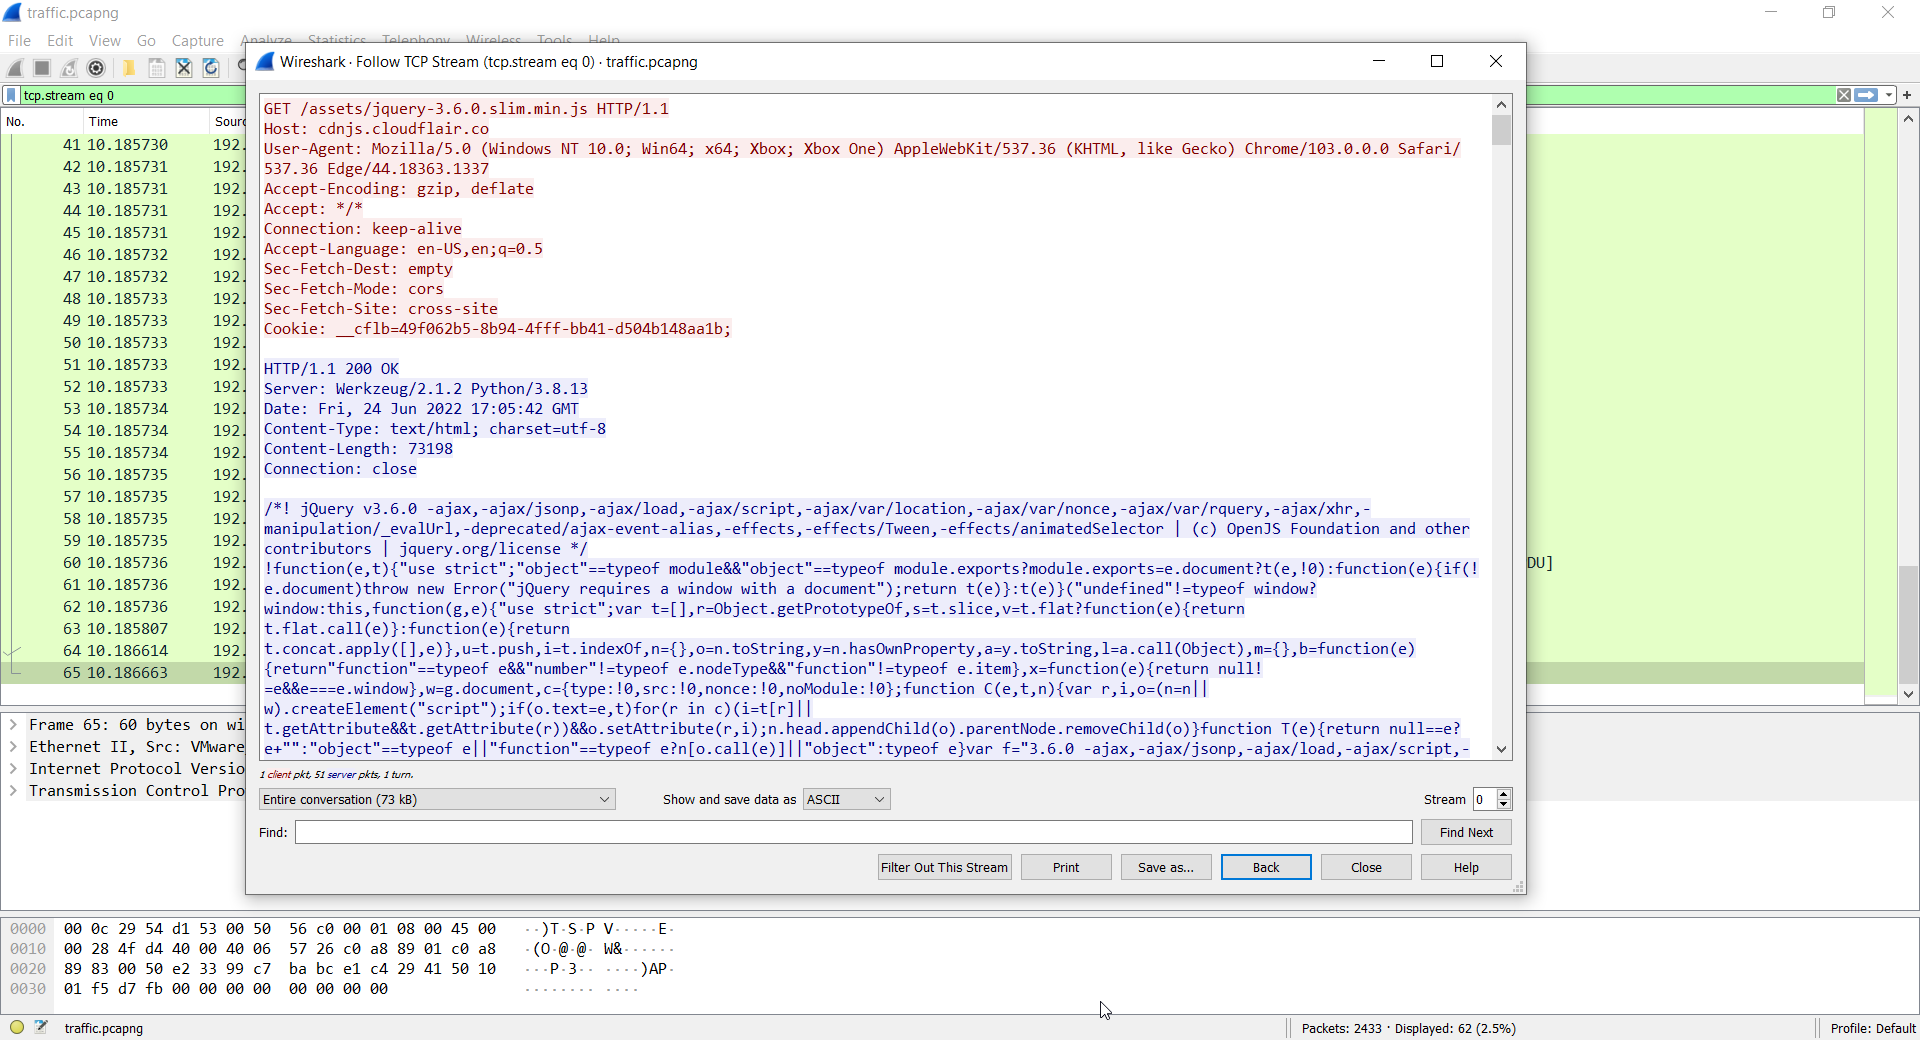 traffic.pcapng
File Edit View Go Capture Analyze Statistics Telephony Wireless Tools Help
Wireshark · Follow TCP Stream (tcp.stream eq 0) · traffic.pcapng
tcp.stream eq 0
No. Time Sourc
41 10.185730 192.
42 10.185731 192.
43 10.185731 192.
44 10.185731 192.
45 10.185731 192.
46 10.185732 192.
47 10.185732 192.
48 10.185733 192.
49 10.185733 192.
50 10.185733 192.
51 10.185733 192.
52 10.185733 192.
53 10.185734 192.
54 10.185734 192.
55 10.185734 192.
56 10.185735 192.
57 10.185735 192.
58 10.185735 192.
59 10.185735 192.
60 10.185736 192.
DU]
61 10.185736 192.
62 10.185736 192.
63 10.185807 192.
64 10.186614 192.
65 10.186663 192.
GET /assets/jquery-3.6.0.slim.min.js HTTP/1.1
Host: cdnjs.cloudflair.co
User-Agent: Mozilla/5.0 (Windows NT 10.0; Win64; x64; Xbox; Xbox One) AppleWebKit/537.36 (KHTML, like Gecko) Chrome/103.0.0.0 Safari/
537.36 Edge/44.18363.1337
Accept-Encoding: gzip, deflate
Accept: */*
Connection: keep-alive
Accept-Language: en-US,en;q=0.5
Sec-Fetch-Dest: empty
Sec-Fetch-Mode: cors
Sec-Fetch-Site: cross-site
Cookie: __cflb=49f062b5-8b94-4fff-bb41-d504b148aa1b;
HTTP/1.1 200 OK
Server: Werkzeug/2.1.2 Python/3.8.13
Date: Fri, 24 Jun 2022 17:05:42 GMT
Content-Type: text/html; charset=utf-8
Content-Length: 73198
Connection: close
/*! jQuery v3.6.0 -ajax,-ajax/jsonp,-ajax/load,-ajax/script,-ajax/var/location,-ajax/var/nonce,-ajax/var/rquery,-ajax/xhr,-
manipulation/_evalUrl,-deprecated/ajax-event-alias,-effects,-effects/Tween,-effects/animatedSelector | (c) OpenJS Foundation and other
contributors | jquery.org/license */
!function(e,t){"use strict";"object"==typeof module&&"object"==typeof module.exports?module.exports=e.document?t(e,!0):function(e){if(!
e.document)throw new Error("jQuery requires a window with a document");return t(e)}:t(e)}("undefined"!=typeof window?
window:this,function(g,e){"use strict";var t=[],r=Object.getPrototypeOf,s=t.slice,v=t.flat?function(e){return
t.flat.call(e)}:function(e){return
t.concat.apply([],e)},u=t.push,i=t.indexOf,n={},o=n.toString,y=n.hasOwnProperty,a=y.toString,l=a.call(Object),m={},b=function(e)
{return"function"==typeof e&&"number"!=typeof e.nodeType&&"function"!=typeof e.item},x=function(e){return null!
=e&&e===e.window},w=g.document,c={type:!0,src:!0,nonce:!0,noModule:!0};function C(e,t,n){var r,i,o=(n=n||
w).createElement("script");if(o.text=e,t)for(r in c)(i=t[r]||
t.getAttribute&&t.getAttribute(r))&&o.setAttribute(r,i);n.head.appendChild(o).parentNode.removeChild(o)}function T(e){return null==e?
e+"":"object"==typeof e||"function"==typeof e?n[o.call(e)]||"object":typeof e}var f="3.6.0 -ajax,-ajax/jsonp,-ajax/load,-ajax/script,-
1 client pkt, 51 server pkts, 1 turn.
Entire conversation (73 kB) Show and save data as ASCII Stream 0
Find: Find Next
Filter Out This Stream Print Save as... Back Close Help
Frame 65: 60 bytes on wi
Ethernet II, Src: VMware
Internet Protocol Versio
Transmission Control Pro
0000 00 0c 29 54 d1 53 00 50 56 c0 00 01 08 00 45 00 ··)T·S·P V·····E·
0010 00 28 4f d4 40 00 40 06 57 26 c0 a8 89 01 c0 a8 ·(O·@·@· W&······
0020 89 83 00 50 e2 33 99 c7 ba bc e1 c4 29 41 50 10 ···P·3·· ····)AP·
0030 01 f5 d7 fb 00 00 00 00 00 00 00 00 ········ ····
traffic.pcapng Packets: 2433 · Displayed: 62 (2.5%) Profile: Default